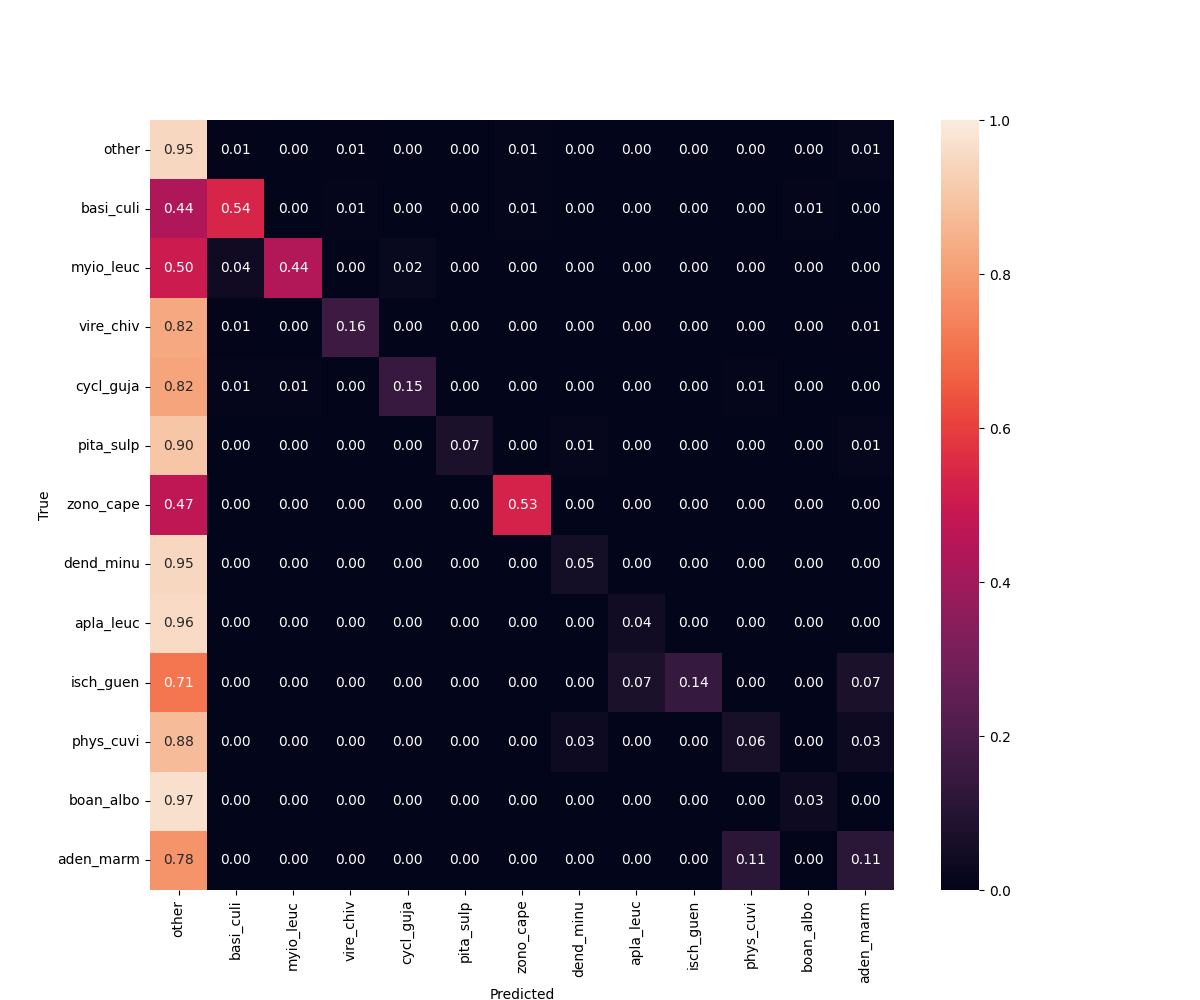 other 0.95 0.01 0.00 0.01 0.00 0.00 0.01 0.00 0.00 0.00 0.00 0.00 0.01
basi_culi 0.44 0.54 0.00 0.01 0.00 0.00 0.01 0.00 0.00 0.00 0.00 0.01 0.00
myio_leuc 0.50 0.04 0.44 0.00 0.02 0.00 0.00 0.00 0.00 0.00 0.00 0.00 0.00
vire_chiv 0.82 0.01 0.00 0.16 0.00 0.00 0.00 0.00 0.00 0.00 0.00 0.00 0.01
cycl_guja 0.82 0.01 0.01 0.00 0.15 0.00 0.00 0.00 0.00 0.00 0.01 0.00 0.00
pita_sulp 0.90 0.00 0.00 0.00 0.00 0.07 0.00 0.01 0.00 0.00 0.00 0.00 0.01
zono_cape 0.47 0.00 0.00 0.00 0.00 0.00 0.53 0.00 0.00 0.00 0.00 0.00 0.00
dend_minu 0.95 0.00 0.00 0.00 0.00 0.00 0.00 0.05 0.00 0.00 0.00 0.00 0.00
apla_leuc 0.96 0.00 0.00 0.00 0.00 0.00 0.00 0.00 0.04 0.00 0.00 0.00 0.00
isch_guen 0.71 0.00 0.00 0.00 0.00 0.00 0.00 0.00 0.07 0.14 0.00 0.00 0.07
phys_cuvi 0.88 0.00 0.00 0.00 0.00 0.00 0.00 0.03 0.00 0.00 0.06 0.00 0.03
boan_albo 0.97 0.00 0.00 0.00 0.00 0.00 0.00 0.00 0.00 0.00 0.00 0.03 0.00
aden_marm 0.78 0.00 0.00 0.00 0.00 0.00 0.00 0.00 0.00 0.00 0.11 0.00 0.11
True
other basi_culi myio_leuc vire_chiv cycl_guja pita_sulp zono_cape dend_minu apla_leuc isch_guen phys_cuvi boan_albo aden_marm
Predicted
1.0
0.8
0.6
0.4
0.2
0.0